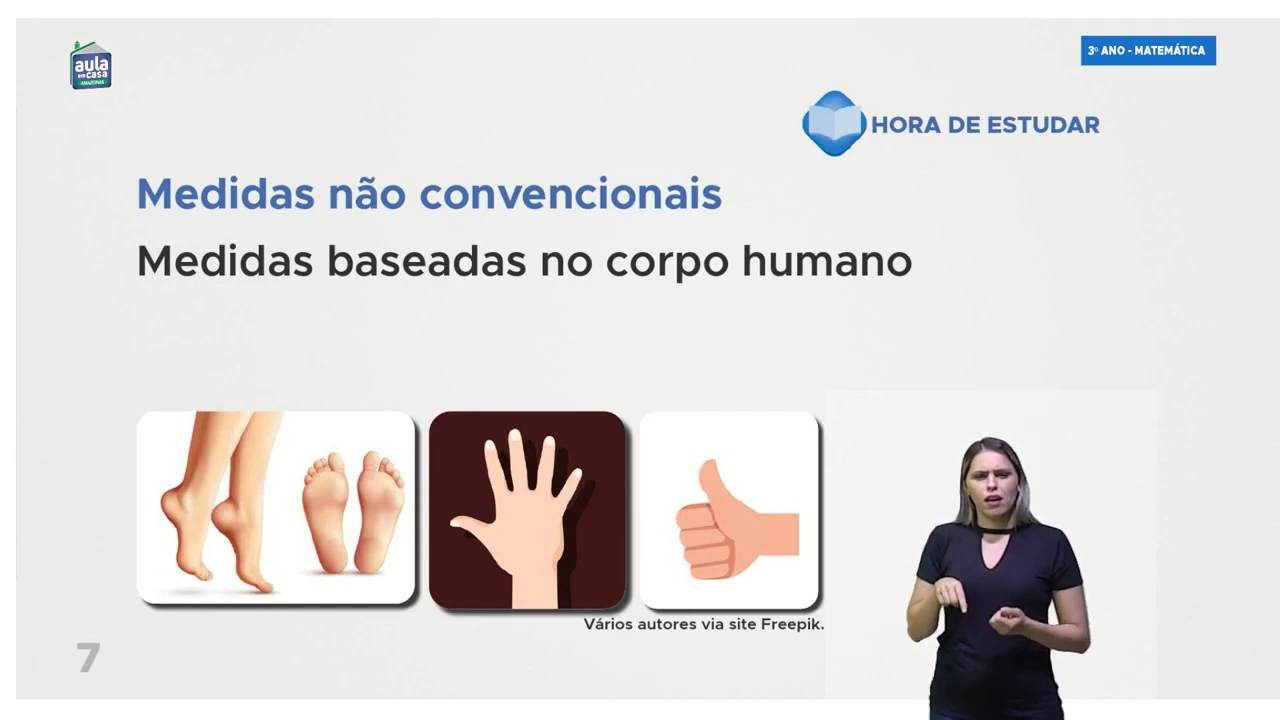 aula
em casa
AMAZONAS
3º ANO - MATEMÁTICA
HORA DE ESTUDAR
Medidas não convencionais
Medidas baseadas no corpo humano
Vários autores via site Freepik.
7